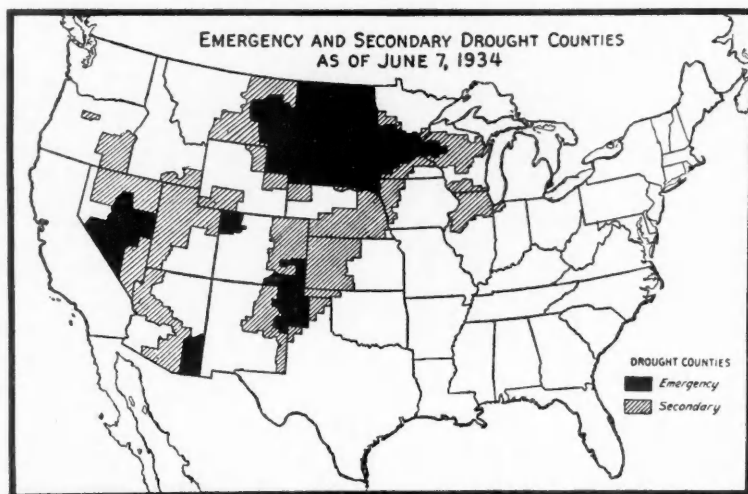 EMERGENCY AND SECONDARY DROUGHT COUNTIES
AS OF JUNE 7, 1934
DROUGHT COUNTIES
Emergency
Secondary